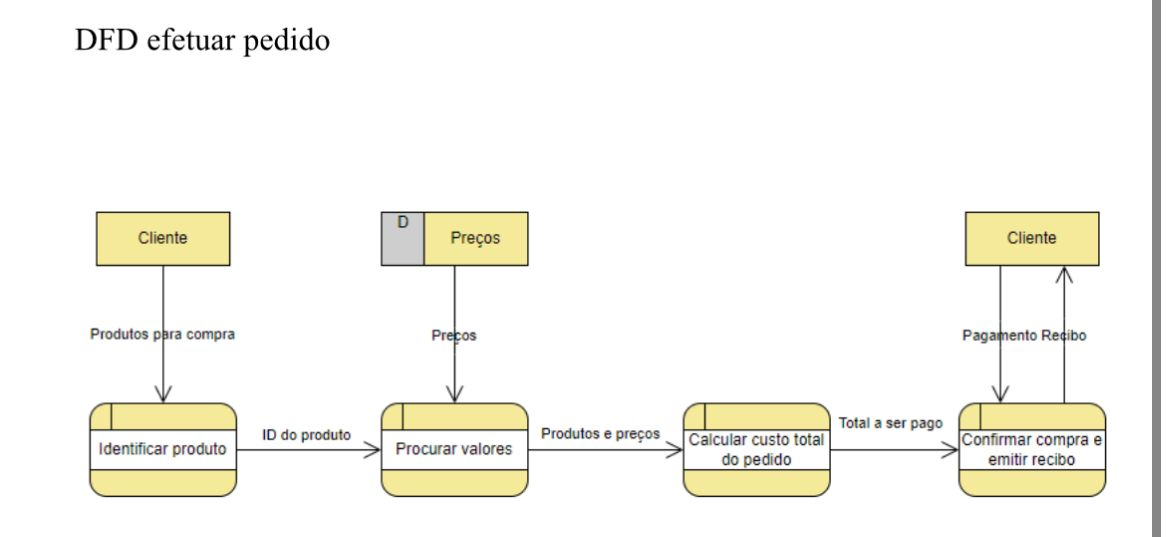 DFD efetuar pedido
Cliente
D
Preços
Cliente
Produtos para compra
Preços
Pagamento Recibo
Identificar produto
ID do produto
Procurar valores
Produtos e preços
Calcular custo total
do pedido
Total a ser pago
Confirmar compra e
emitir recibo